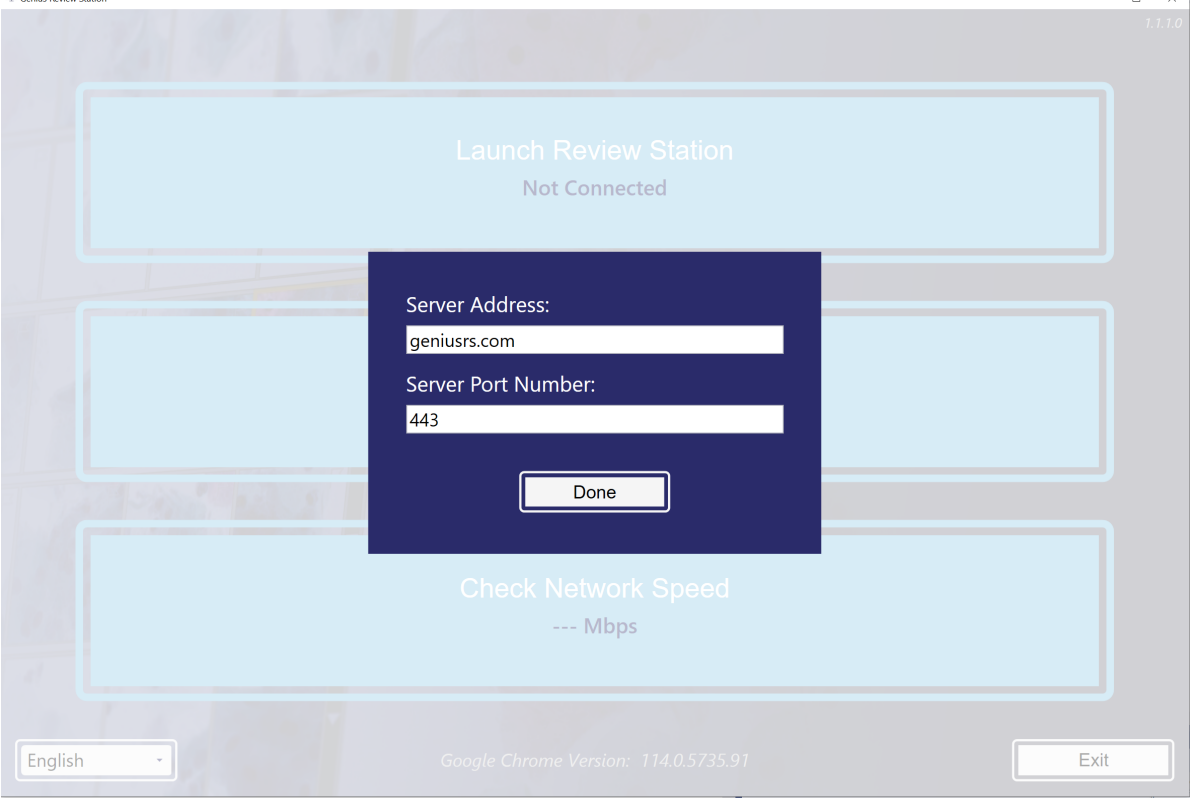 Genius Review Station
1.1.1.0
Launch Review Station
Not Connected
Server Address:
geniusrs.com
Server Port Number:
443
Done
Check Network Speed
--- Mbps
English
Google Chrome Version: 114.0.5735.91
Exit